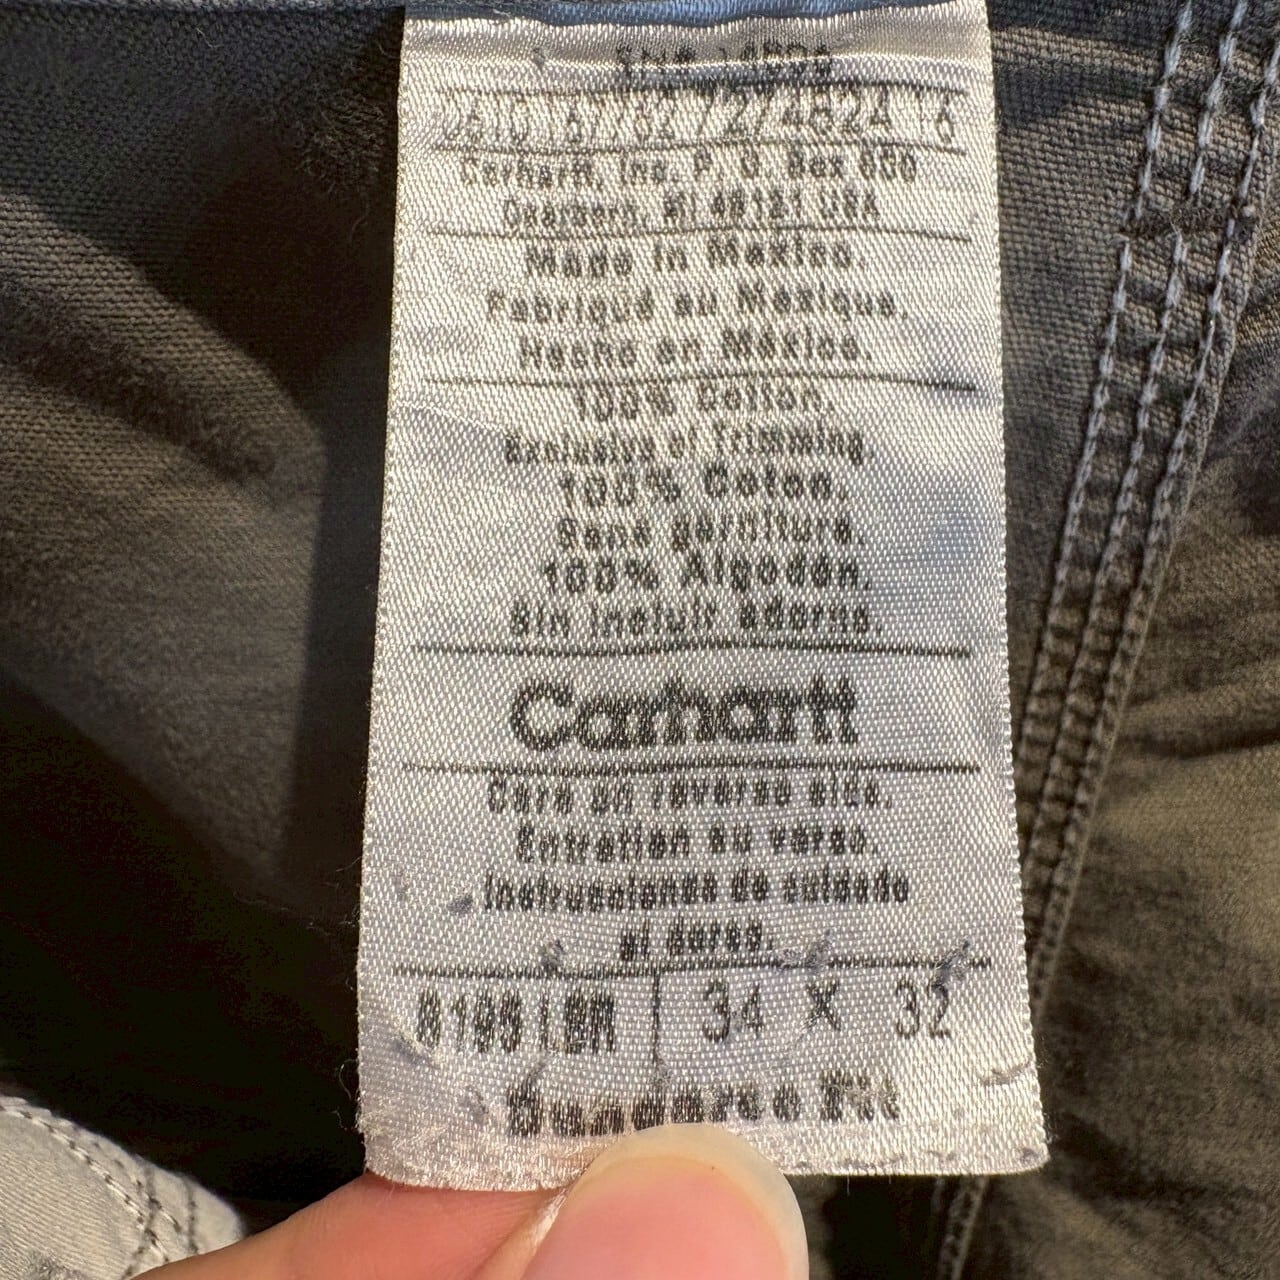 Carhartt, Inc. P. O. Box 600
Dearborn, MI 48121 USA
Made in Mexico.
Fabriqué au Mexique.
Hecho en México.
100% Cotton.
Exclusive of Trimming
100% Coton.
Sans garniture.
100% Algodón.
Sin incluir adorno.
Carhartt
Care on reverse side.
Entretien au verso.
Instrucciones de cuidado
al dorso.
34 X 32
Fit